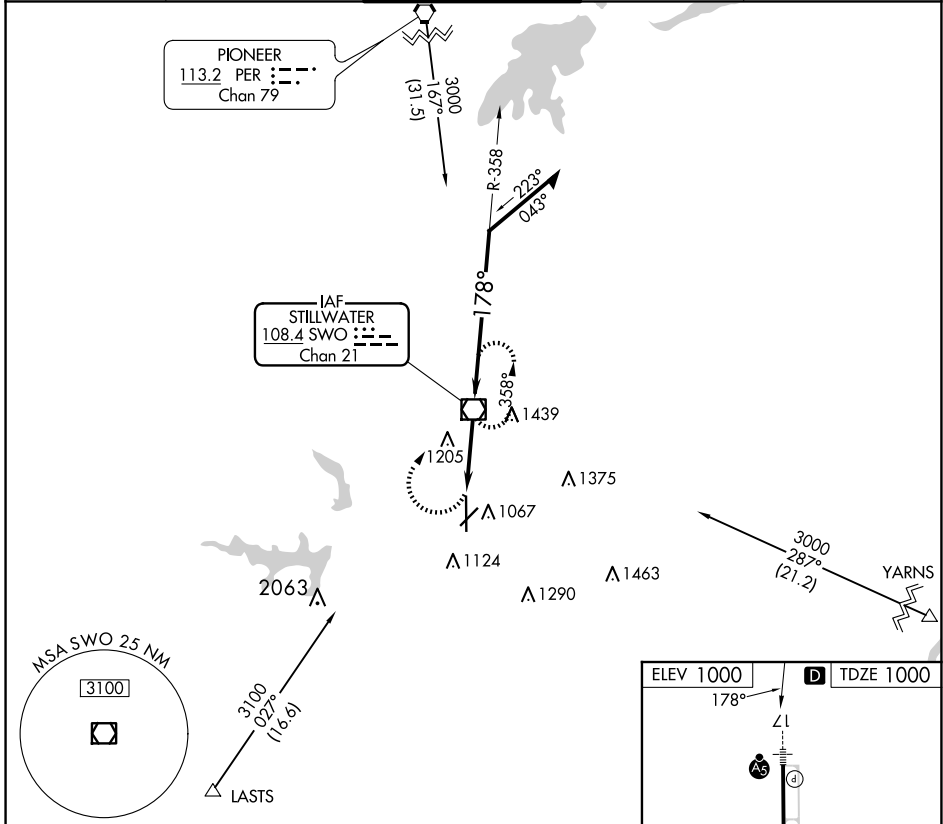 PIONEER
113.2 PER
Chan 79
3000
167°
(31.5)
R-358
223°
043°
178°
IAF
STILLWATER
108.4 SWO
Chan 21
358°
1439
1205
1375
1067
1124
1290
1463
2063
3000
287°
(21.2)
YARNS
MSA SWO 25 NM
3100
3100
027°
(16.6)
LASTS
ELEV 1000
D
TDZE 1000
178°
17
A5
P